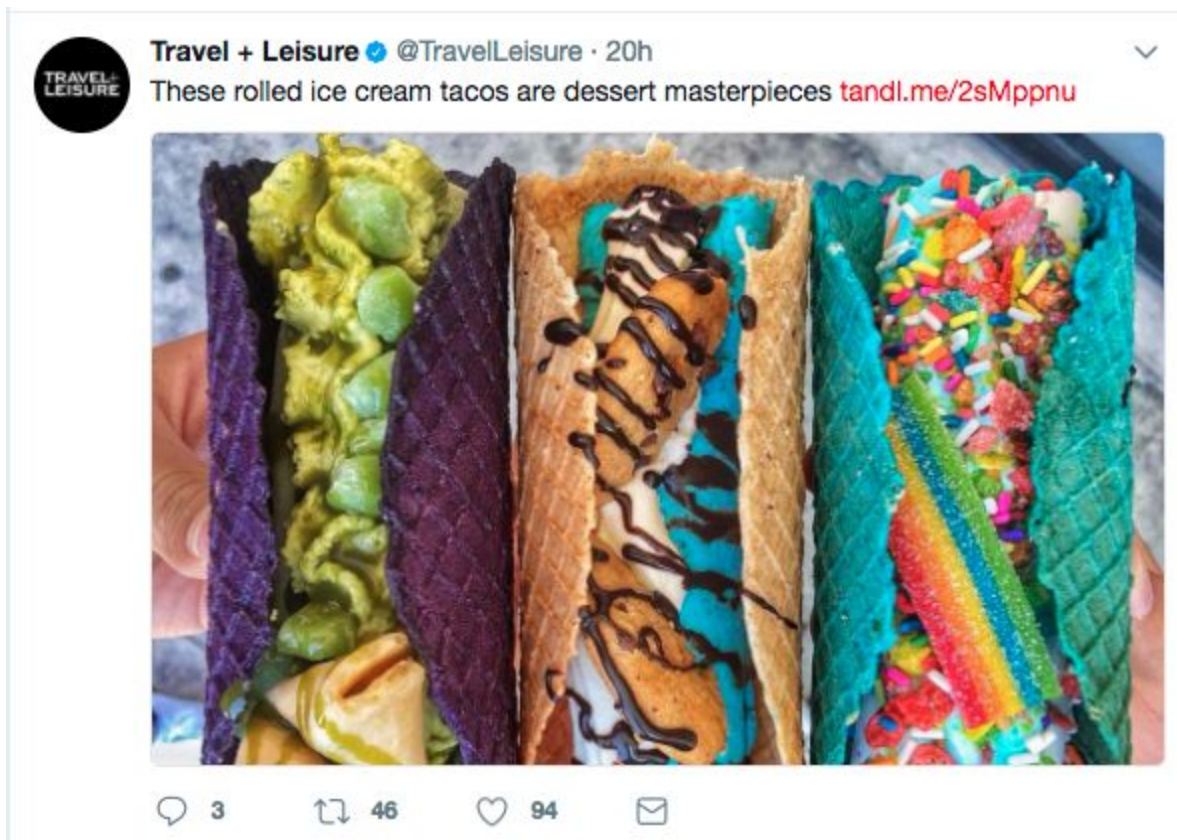 Travel + Leisure @TravelLeisure · 20h
TRAVEL+
LEISURE
These rolled ice cream tacos are dessert masterpieces tandl.me/2sMppnu
3 46 94